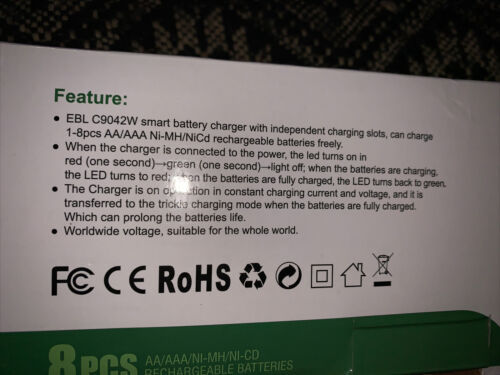 Feature:
• EBL C9042W smart battery charger with independent charging slots, can charge
1-8pcs AA/AAA Ni-MH/NiCd rechargeable batteries freely.
• When the charger is connected to the power, the led turns on in
red (one second)→green (one second)→light off; when the batteries are charging,
the LED turns to red; when the batteries are fully charged, the LED turns back to green.
• The Charger is on operation in constant charging current and voltage, and it is
transferred to the trickle charging mode when the batteries are fully charged.
Which can prolong the batteries life.
• Worldwide voltage, suitable for the whole world.
FC CE RoHS
8PCS AA/AAA/NI-MH/NI-CD
RECHARGEABLE BATTERIES